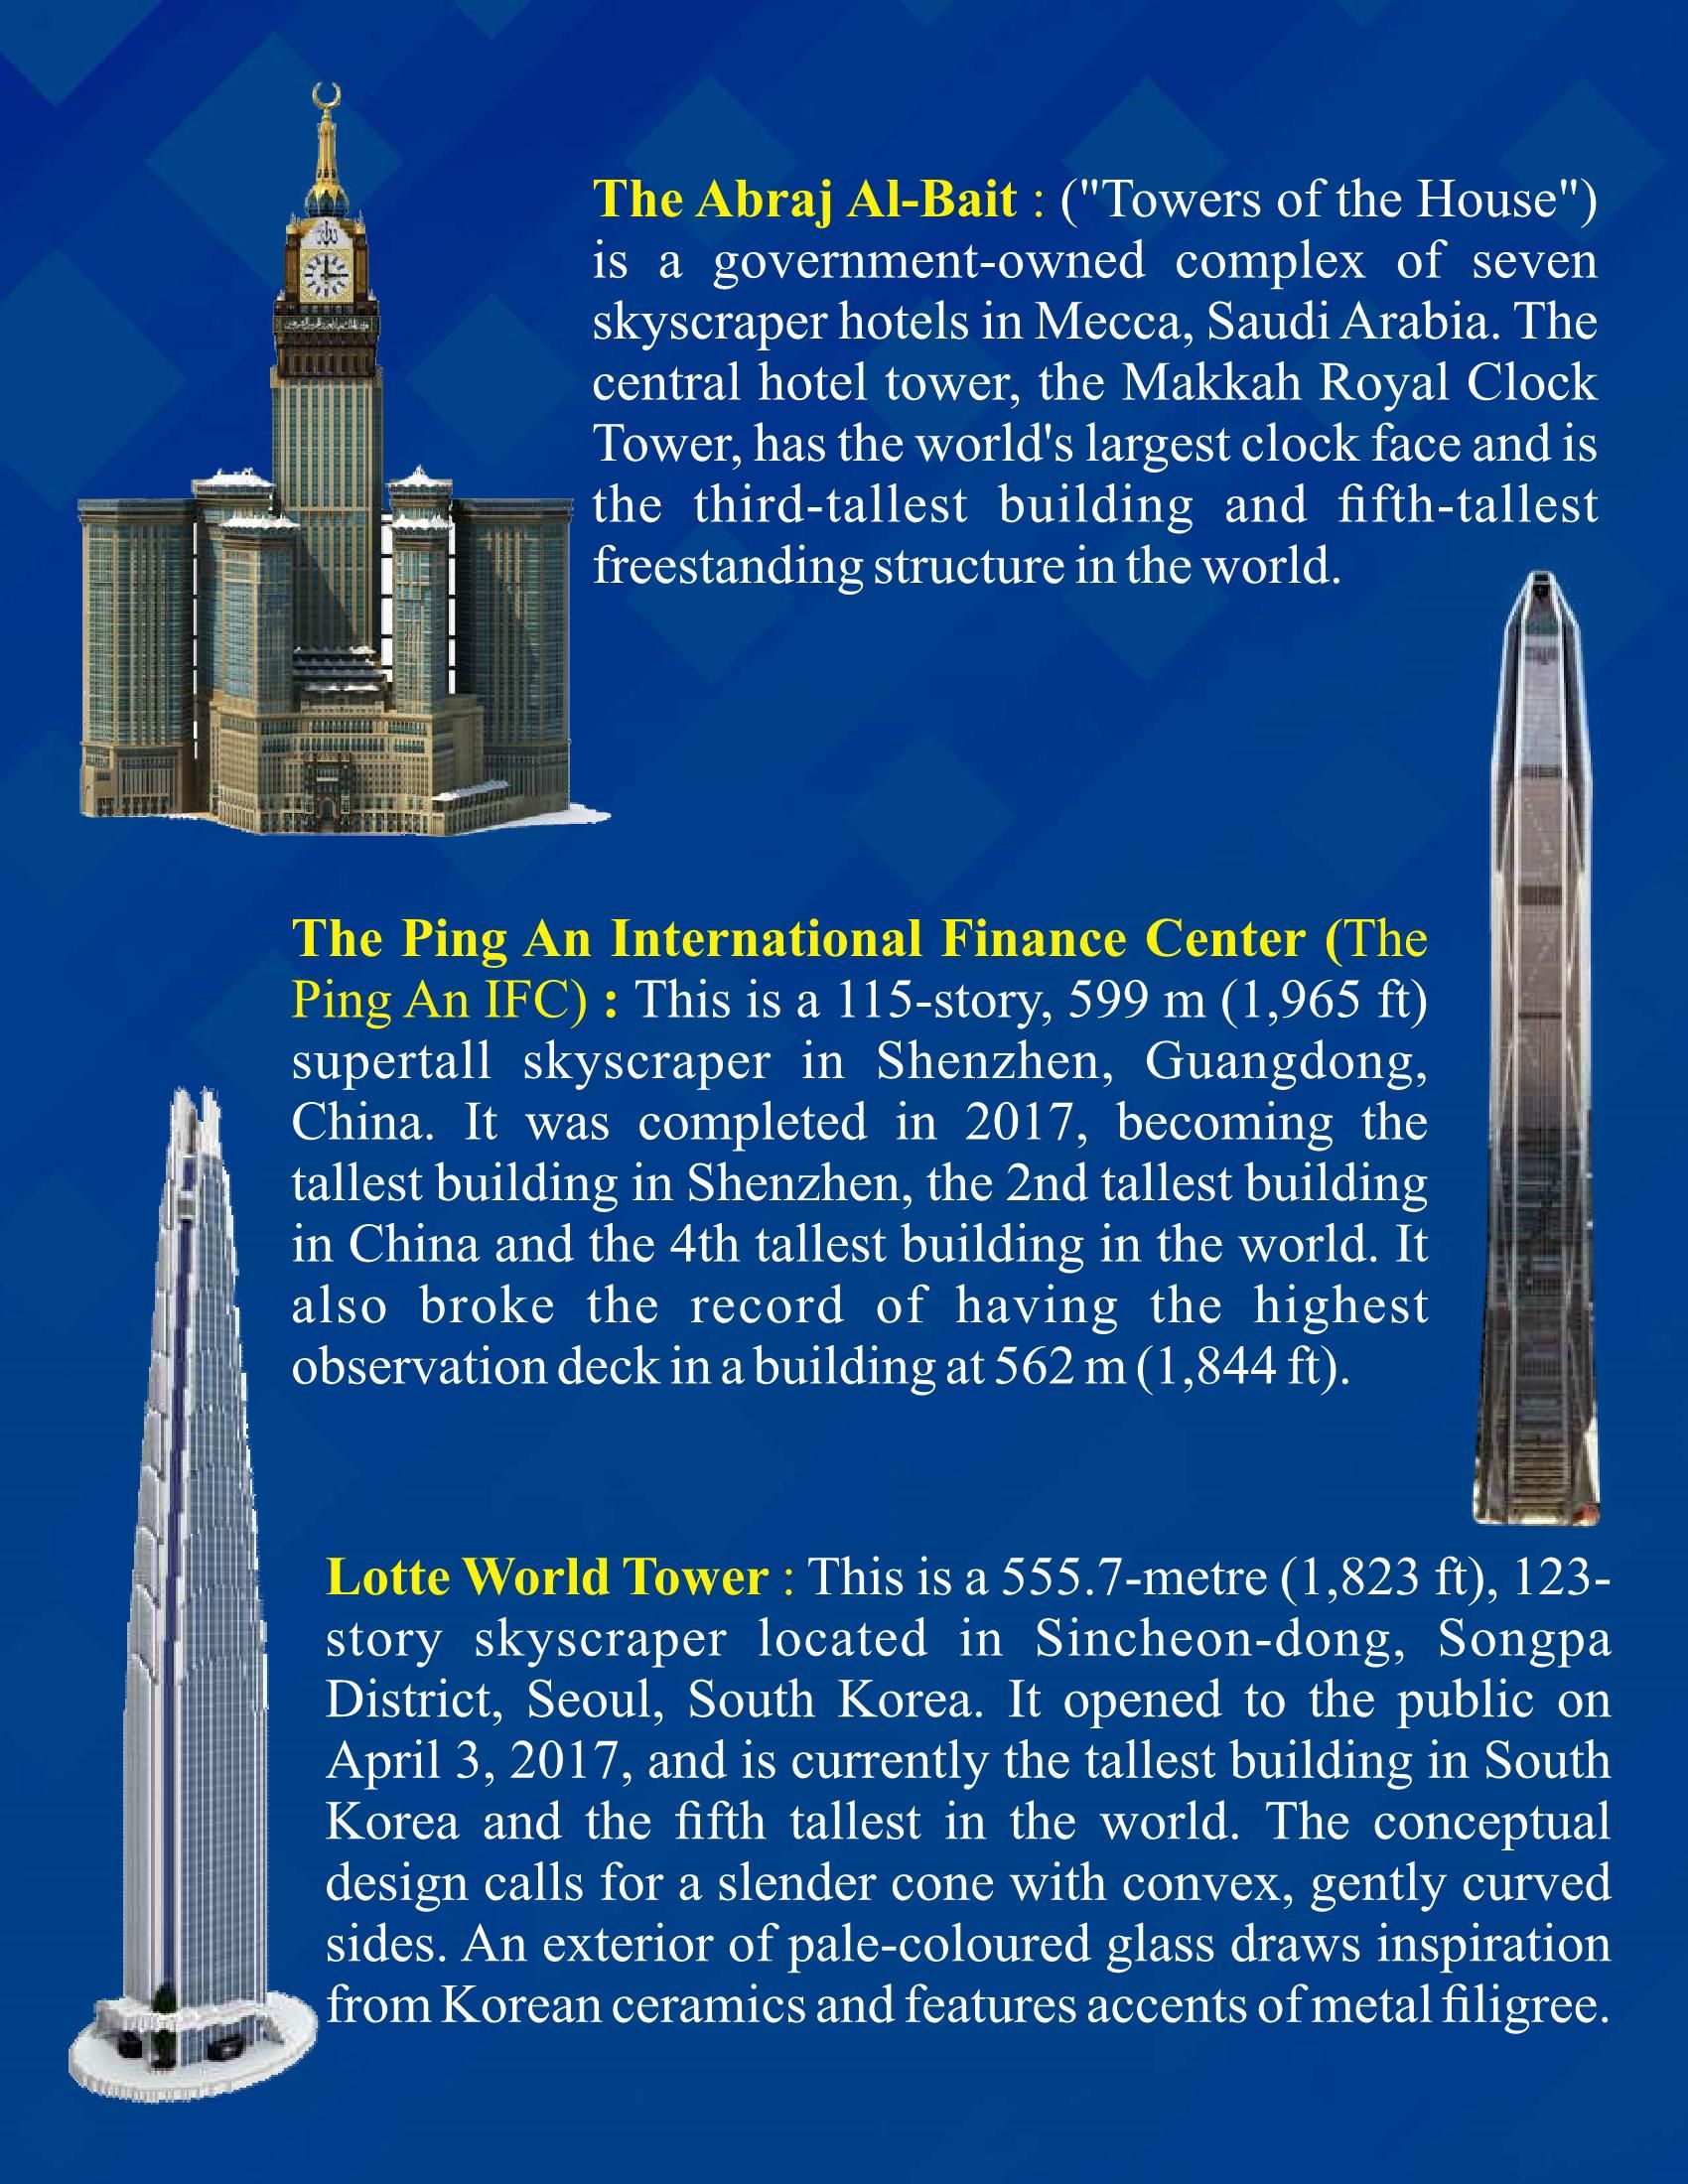 The Abraj Al-Bait : ("Towers of the House")
is a government-owned complex of seven
skyscraper hotels in Mecca, Saudi Arabia. The
central hotel tower, the Makkah Royal Clock
Tower, has the world's largest clock face and is
the third-tallest building and fifth-tallest
freestanding structure in the world.
The Ping An International Finance Center (The
Ping An IFC) : This is a 115-story, 599 m (1,965 ft)
supertall skyscraper in Shenzhen, Guangdong,
China. It was completed in 2017, becoming the
tallest building in Shenzhen, the 2nd tallest building
in China and the 4th tallest building in the world. It
also broke the record of having the highest
observation deck in a building at 562 m (1,844 ft).
Lotte World Tower : This is a 555.7-metre (1,823 ft), 123-
story skyscraper located in Sincheon-dong, Songpa
District, Seoul, South Korea. It opened to the public on
April 3, 2017, and is currently the tallest building in South
Korea and the fifth tallest in the world. The conceptual
design calls for a slender cone with convex, gently curved
sides. An exterior of pale-coloured glass draws inspiration
from Korean ceramics and features accents of metal filigree.